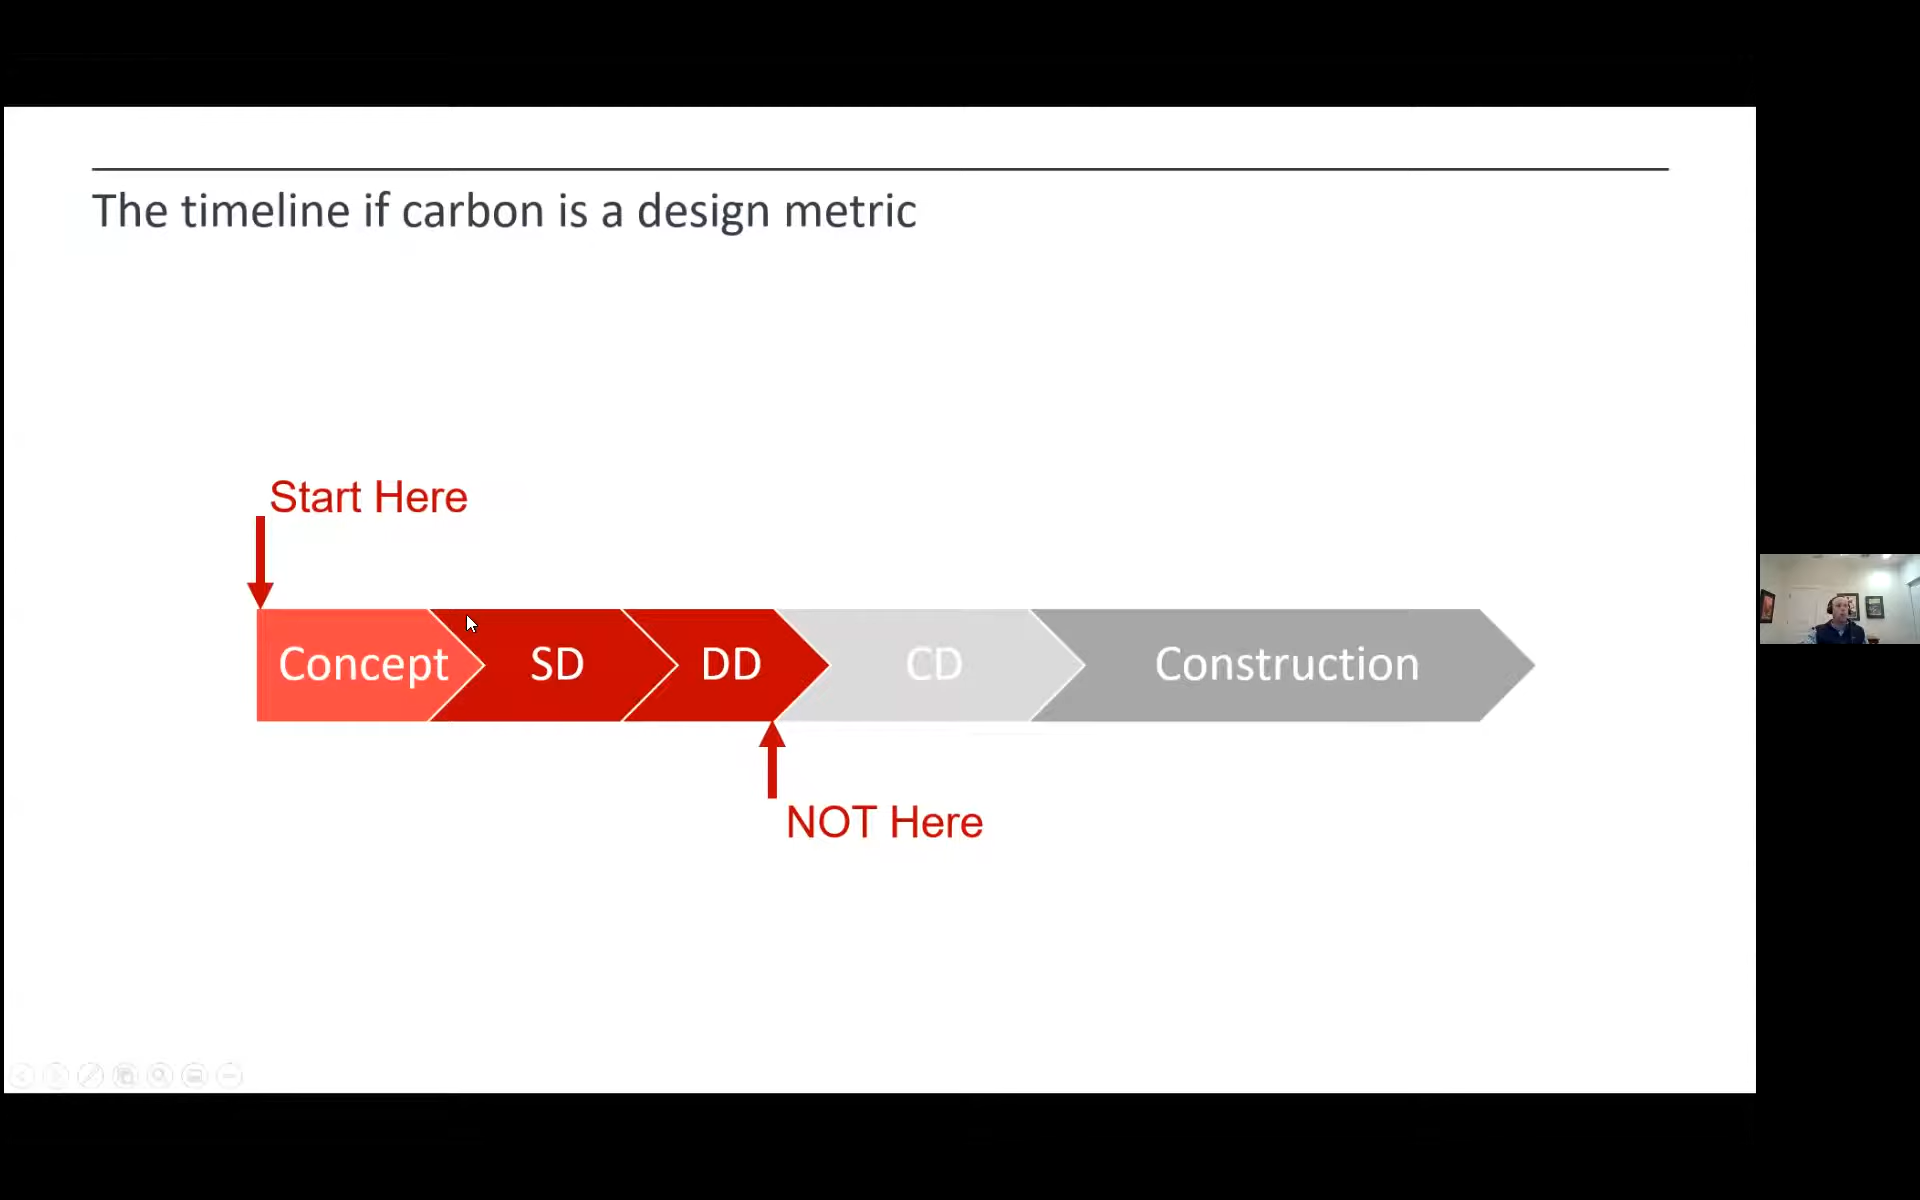 The timeline if carbon is a design metric
Start Here
Concept
SD
DD
CD
Construction
NOT Here